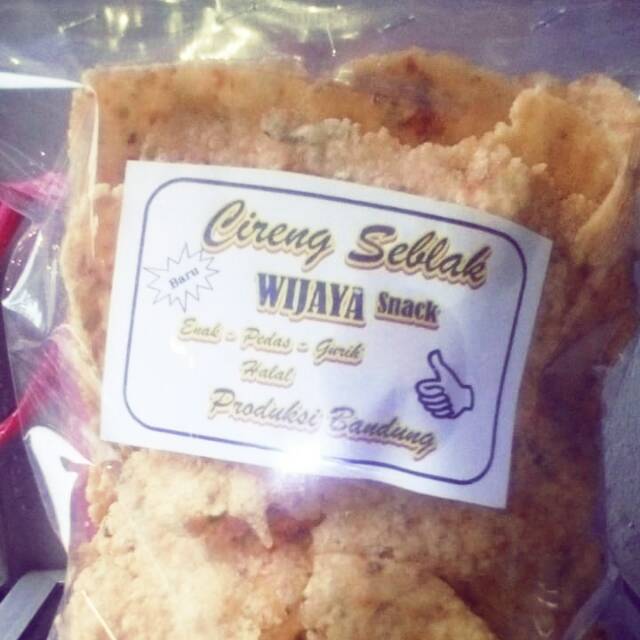 Cireng Seblak
Baru
WIJAYA Snack
Enak = Pedas = Gurih
Halal
Produksi Bandung